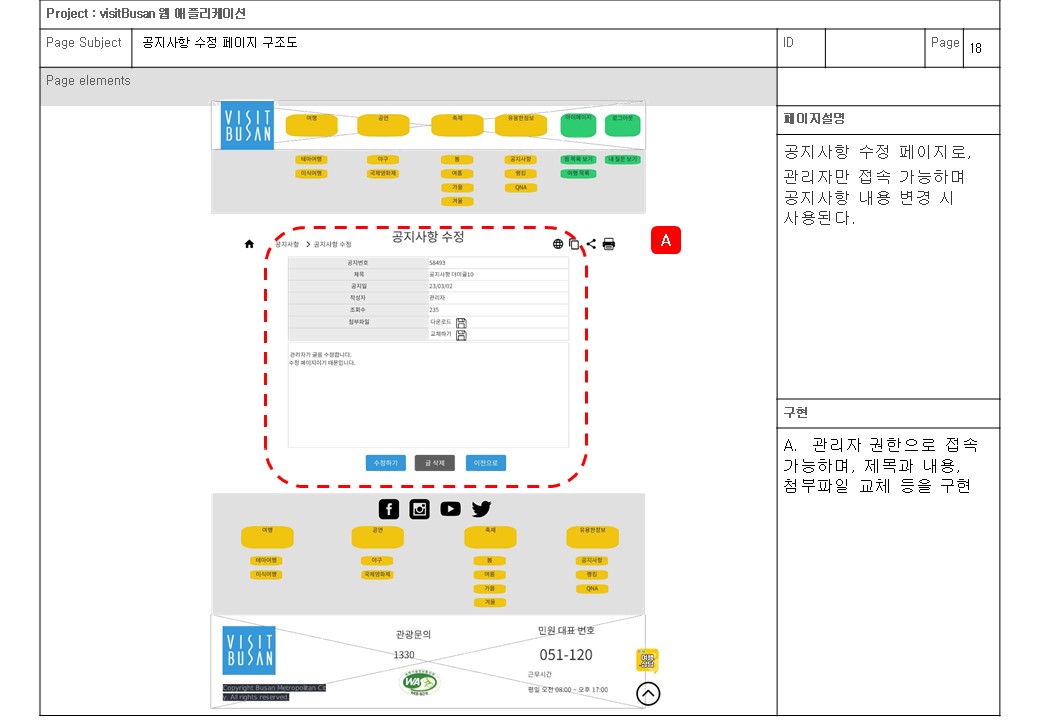 Project : visitBusan 웹 애플리케이션
Page Subject
공지사항 수정 페이지 구조도
ID
Page
18
Page elements
VISIT
BUSAN
여행
공연
축제
유용한정보
마이페이지
로그아웃
테마여행
야구
봄
공지사항
찜 목록 보기
내 질문 보기
미식여행
국제영화제
여름
랭킹
여행 목록
가을
QNA
겨울
공지사항 > 공지사항 수정
공지사항 수정
A
공지번호
58493
제목
공지사항 더미글10
공지일
23/03/02
작성자
관리자
조회수
235
첨부파일
다운로드
교체하기
관리자가 글을 수정합니다.
수정 페이지이기 때문입니다.
수정하기
글 삭제
이전으로
여행
공연
축제
유용한정보
테마여행
야구
봄
공지사항
미식여행
국제영화제
여름
랭킹
가을
QNA
겨울
VISIT
BUSAN
Copyright Busan Metropolitan Cit
y. All rights reserved.
관광문의
1330
WA
민원 대표 번호
051-120
근무시간
평일 오전 08:00 ~ 오후 17:00
여행
상담
페이지설명
공지사항 수정 페이지로,
관리자만 접속 가능하며
공지사항 내용 변경 시
사용된다.
구현
A. 관리자 권한으로 접속
가능하며, 제목과 내용,
첨부파일 교체 등을 구현